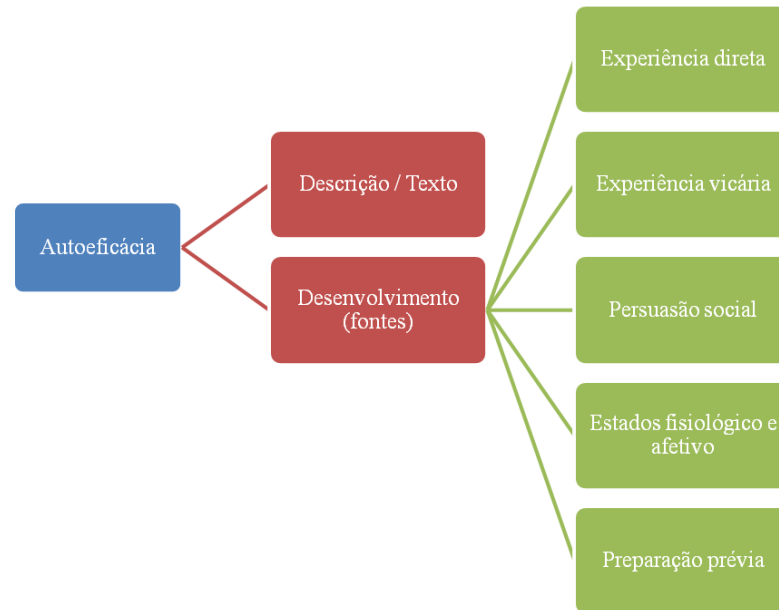 Autoeficácia
Descrição / Texto
Desenvolvimento
(fontes)
Experiência direta
Experiência vicária
Persuasão social
Estados fisiológico e
afetivo
Preparação prévia